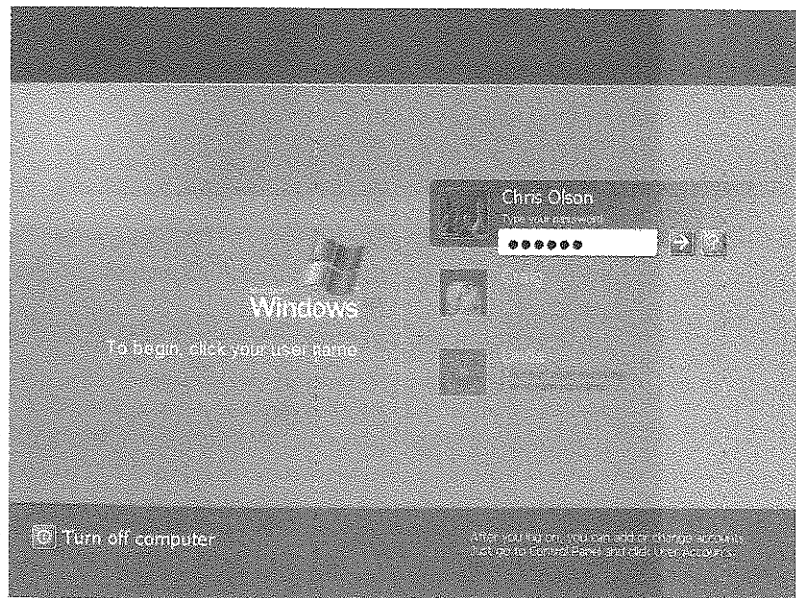 Chris Olson
Type your password
Windows
To begin, click your user name
Turn off computer
After you log on, you can add or change accounts.
Just go to Control Panel and click User Accounts.